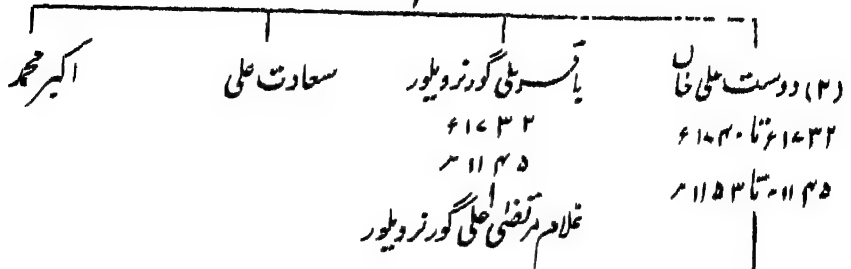 (۲) دوست علی خاں باقر علی گورنر ویلور سعادت علی اکبر محمد
۱۷۳۲ء تا ۱۷۴۰ء ۱۷۳۲ء
۱۱۴۵ھ تا ۱۱۵۳ھ ۱۱۴۵ھ
غلام مرتضیٰ علی گورنر ویلور